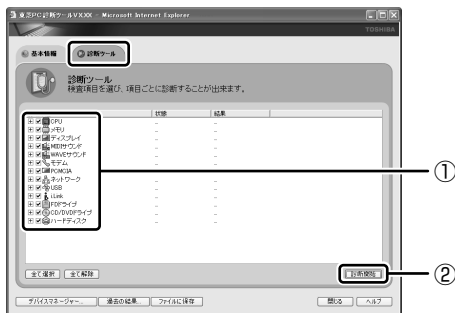 東芝PC診断ツールVX.XX - Microsoft Internet Explorer
TOSHIBA
基本情報
診断ツール
診断ツール
検査項目を選び、項目ごとに診断することが出来ます。
状態 結果
CPU - -
メモリ - -
ディスプレイ - -
MIDIサウンド - -
WAVEサウンド - -
モデム - -
PCMCIA - -
ネットワーク - -
USB - -
i.Link - -
FDドライブ - -
CD/DVDドライブ - -
ハードディスク - -
①
全て選択 全て解除 診断開始
②
デバイスマネージャー... 過去の結果... ファイルに保存 閉じる ヘルプ